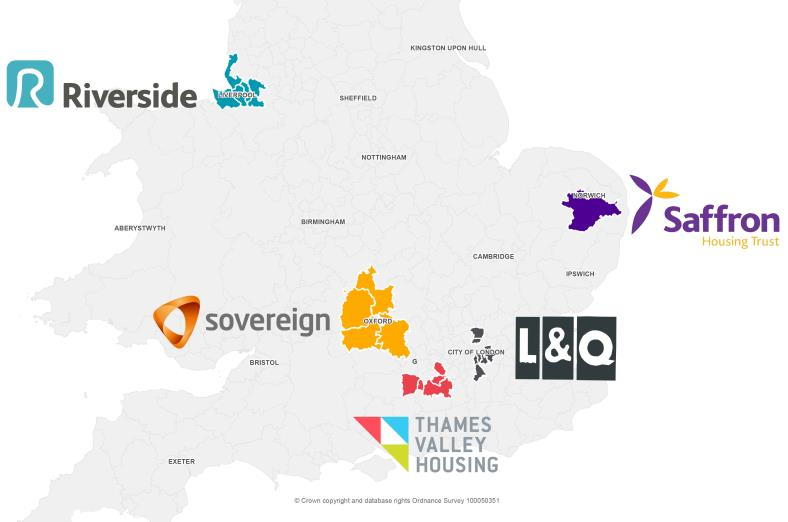 KINGSTON UPON HULL
Riverside
LIVERPOOL
SHEFFIELD
NOTTINGHAM
NORWICH
Saffron
Housing Trust
ABERYSTWYTH
BIRMINGHAM
CAMBRIDGE
IPSWICH
sovereign
OXFORD
CITY OF LONDON
L&Q
BRISTOL
G
THAMES
VALLEY
HOUSING
EXETER
© Crown copyright and database rights Ordnance Survey 100050351